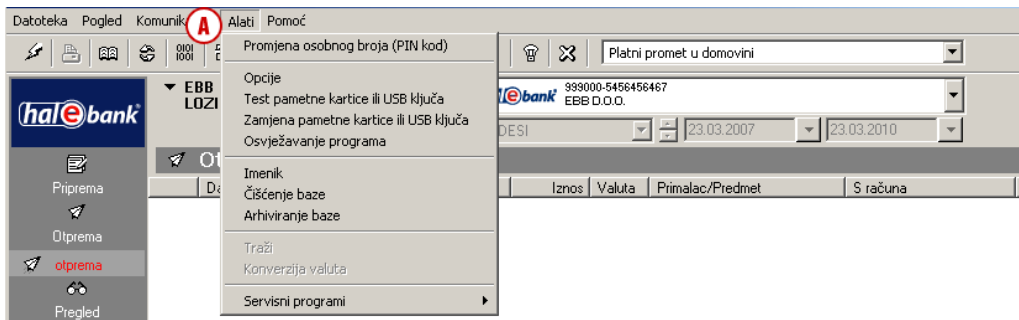 Datoteka Pogled Komunik A Alati Pomoć
Platni promet u domovini
Promjena osobnog broja (PIN kod)
Opcije
Test pametne kartice ili USB ključa
Zamjena pametne kartice ili USB ključa
Osvježavanje programa
Imenik
Čišćenje baze
Arhiviranje baze
Traži
Konverzija valuta
Servisni programi
halebank
EBB
LOZI
ebank 999000-5456456467
EBB D.O.O.
DESI 23.03.2007 23.03.2010
Ot
Da Iznos Valuta Primalac/Predmet S računa
Priprema
Otprema
otprema
Pregled